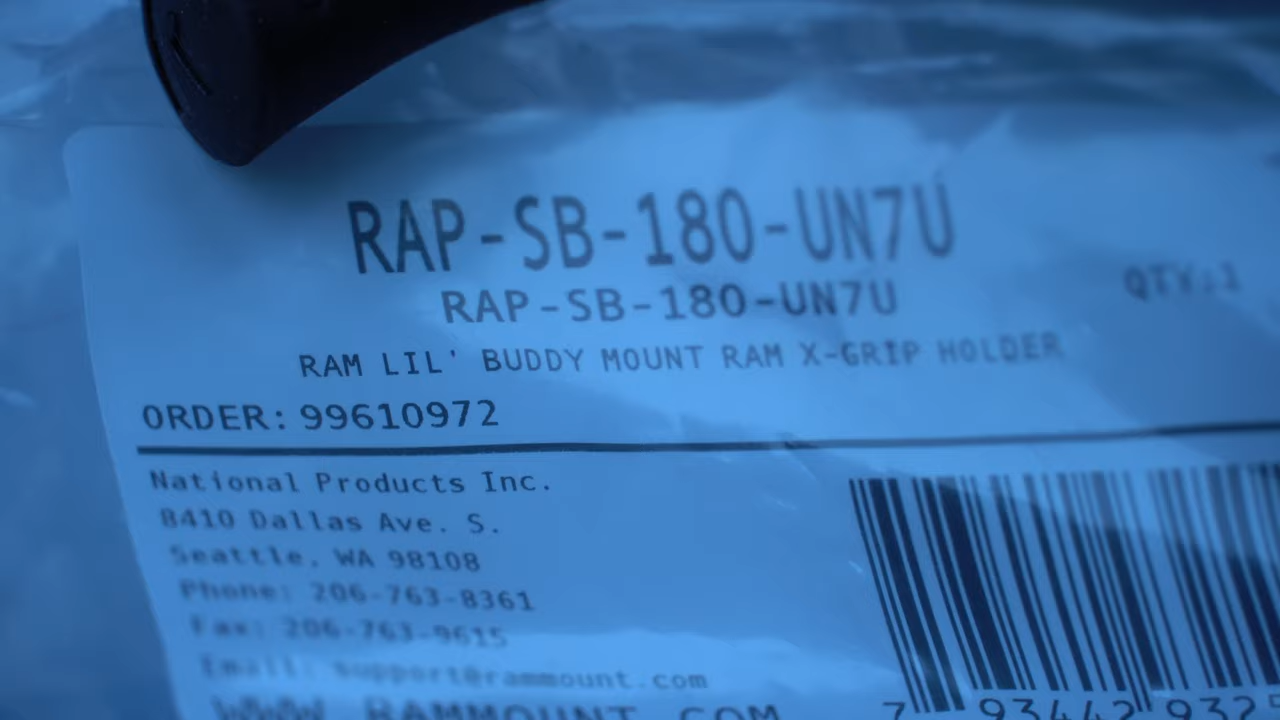 RAP-SB-180-UN7U
RAP-SB-180-UN7U
QTY:1
RAM LIL' BUDDY MOUNT RAM X-GRIP HOLDER
ORDER: 99610972
National Products Inc.
8410 Dallas Ave. S.
Seattle, WA 98108
Phone: 206-763-8361
Fax: 206-763-9615
Email: support@rammount.com
WWW.RAMMOUNT.COM
7 93442 932